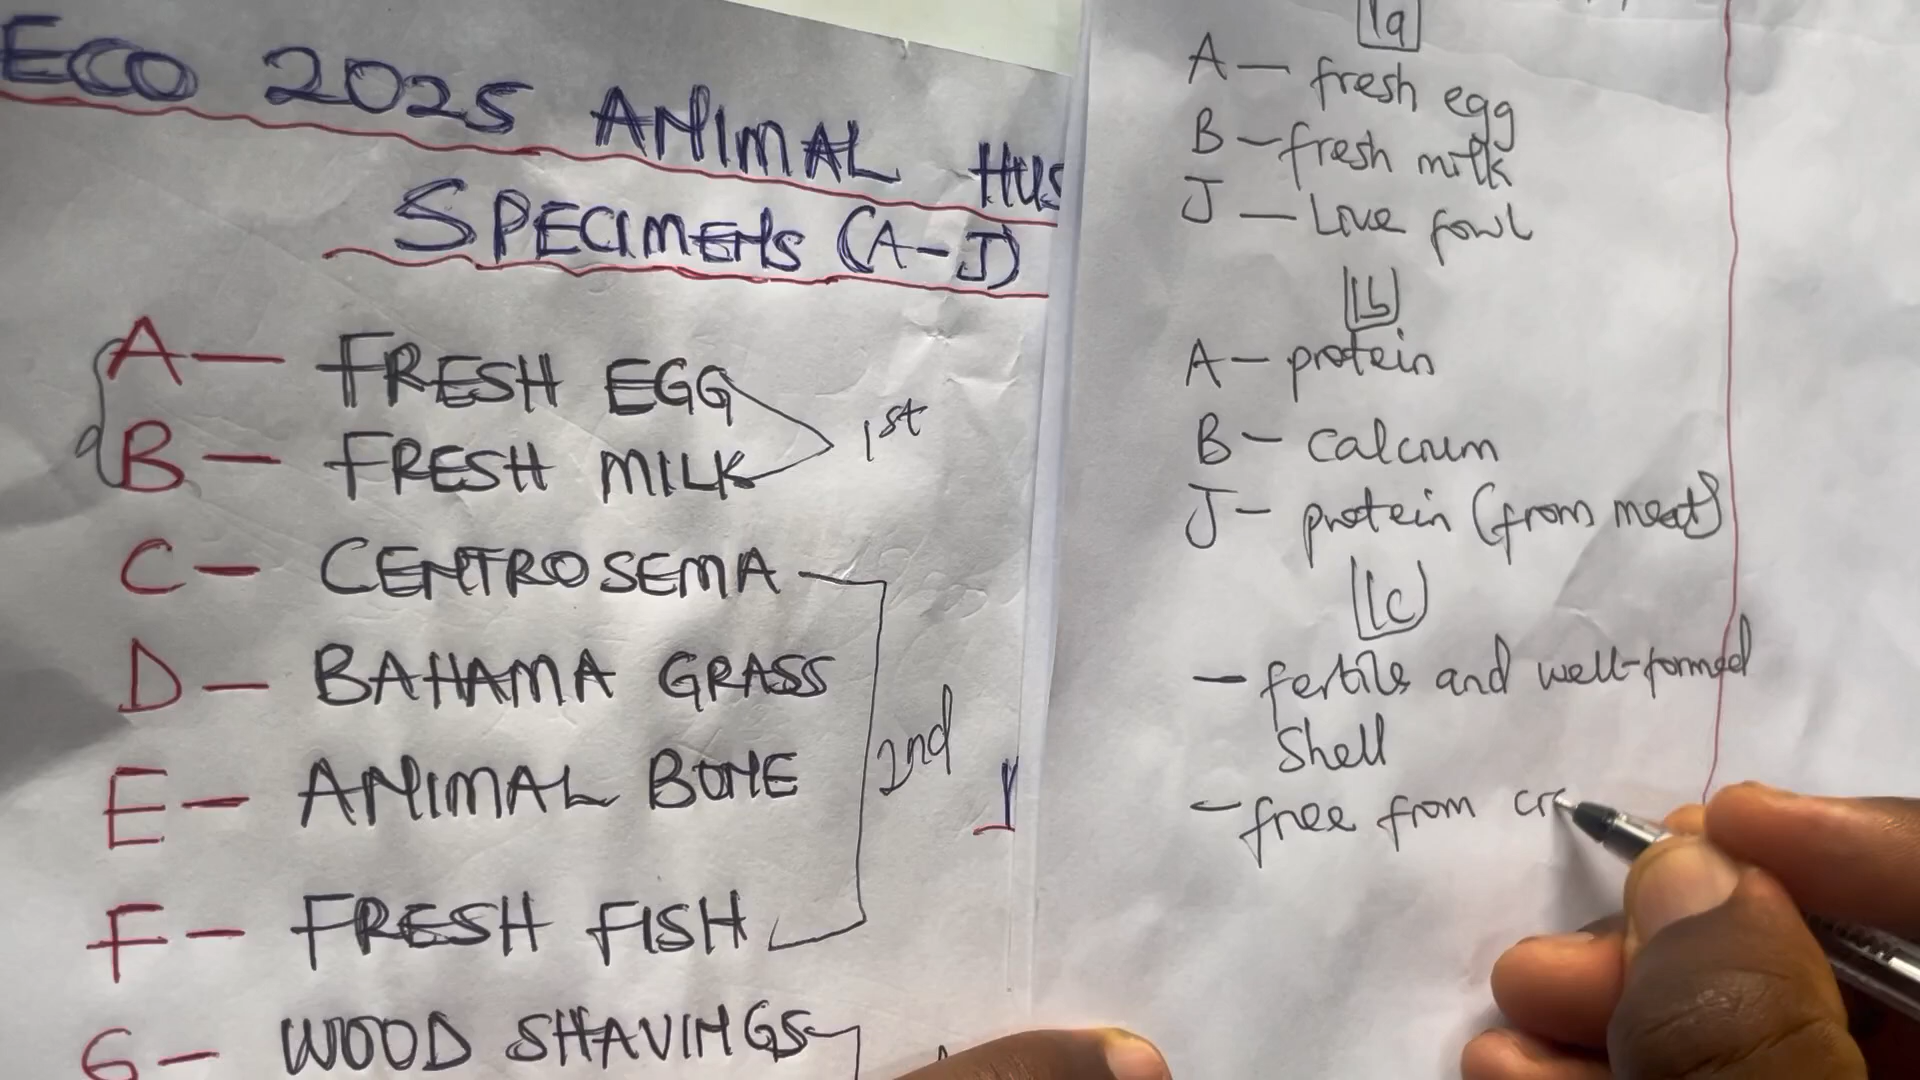 ECO 2025 ANIMAL HUS
SPECIMENS (A-J)
A- FRESH EGG
B- FRESH MILK
1st
C- CENTROSEMA
D- BAHAMA GRASS
E- ANIMAL BONE
2nd
F- FRESH FISH
G- WOOD SHAVINGS
1a
A- fresh egg
B- fresh milk
J- Live fowl
1b
A- protein
B- calcium
J- protein (from meat)
1c
- fertile and well-formed
Shell
- free from cra